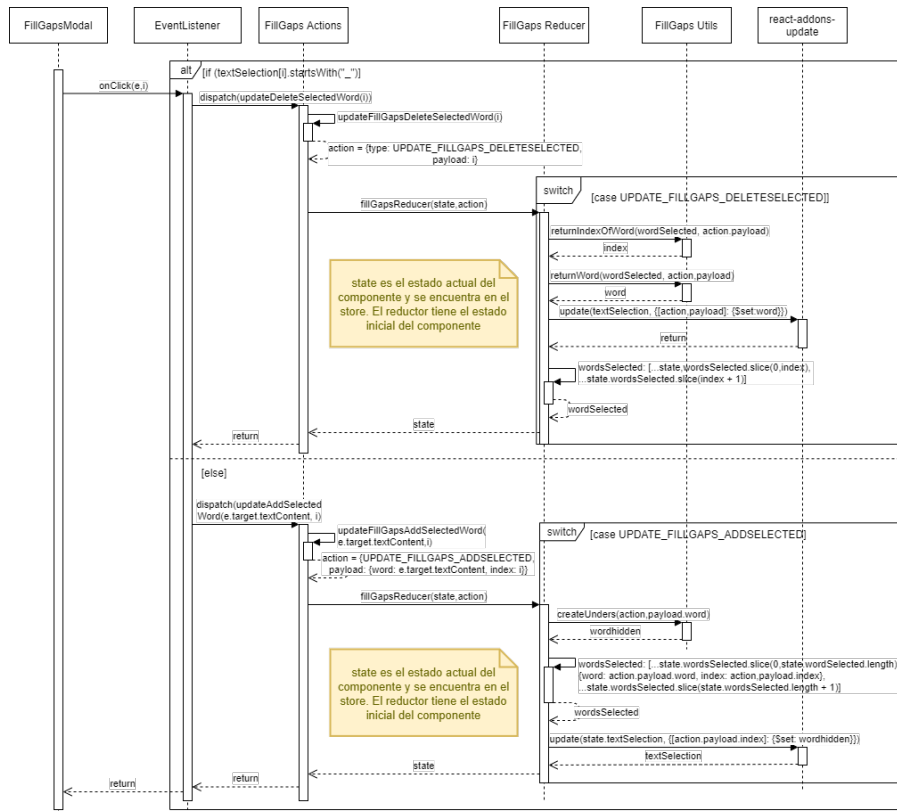 FillGapsModal
EventListener
FillGaps Actions
FillGaps Reducer
FillGaps Utils
react-addons-
update
alt
[if (textSelection[i].startsWith("_")]
onClick(e,i)
dispatch(updateDeleteSelectedWord(i))
updateFillGapsDeleteSelectedWord(i)
action = {type: UPDATE_FILLGAPS_DELETESELECTED,
payload: i}
switch
[case UPDATE_FILLGAPS_DELETESELECTED]]
fillGapsReducer(state,action)
returnIndexOfWord(wordSelected, action.payload)
index
state es el estado actual del
componente y se encuentra en el
store. El reductor tiene el estado
inicial del componente
returnWord(wordSelected, action,payload)
word
update(textSelection, {[action,payload]: {$set:word}})
return
wordsSelected: [...state,wordsSelected.slice(0,index),
...state.wordsSelected.slice(index + 1)]
wordSelected
state
return
[else]
dispatch(updateAddSelected
Word(e.target.textContent, i)
updateFillGapsAddSelectedWord(
e.target.textContent,i)
switch
[case UPDATE_FILLGAPS_ADDSELECTED]
action = {UPDATE_FILLGAPS_ADDSELECTED,
payload: {word: e.target.textContent, index: i}}
fillGapsReducer(state,action)
createUnders(action,payload.word)
wordhidden
state es el estado actual del
componente y se encuentra en el
store. El reductor tiene el estado
inicial del componente
wordsSelected: [...state.wordsSelected.slice(0,state.wordSelected.length)
{word: action.payload.word, index: action,payload.index},
...state.wordsSelected.slice(state.wordsSelected.length + 1)]
wordsSelected
update(state.textSelection, {[action.payload.index]: {$set: wordhidden}})
textSelection
state
return
return